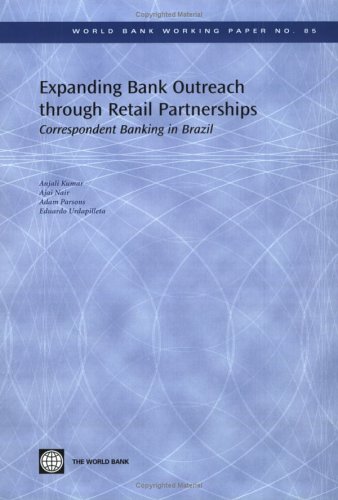 Copyrighted Material
WORLD BANK WORKING PAPER NO. 85
Expanding Bank Outreach
through Retail Partnerships
Correspondent Banking in Brazil
Anjali Kumar
Ajai Nair
Adam Parsons
Eduardo Urdapilleta
THE WORLD BANK
Copyrighted Material